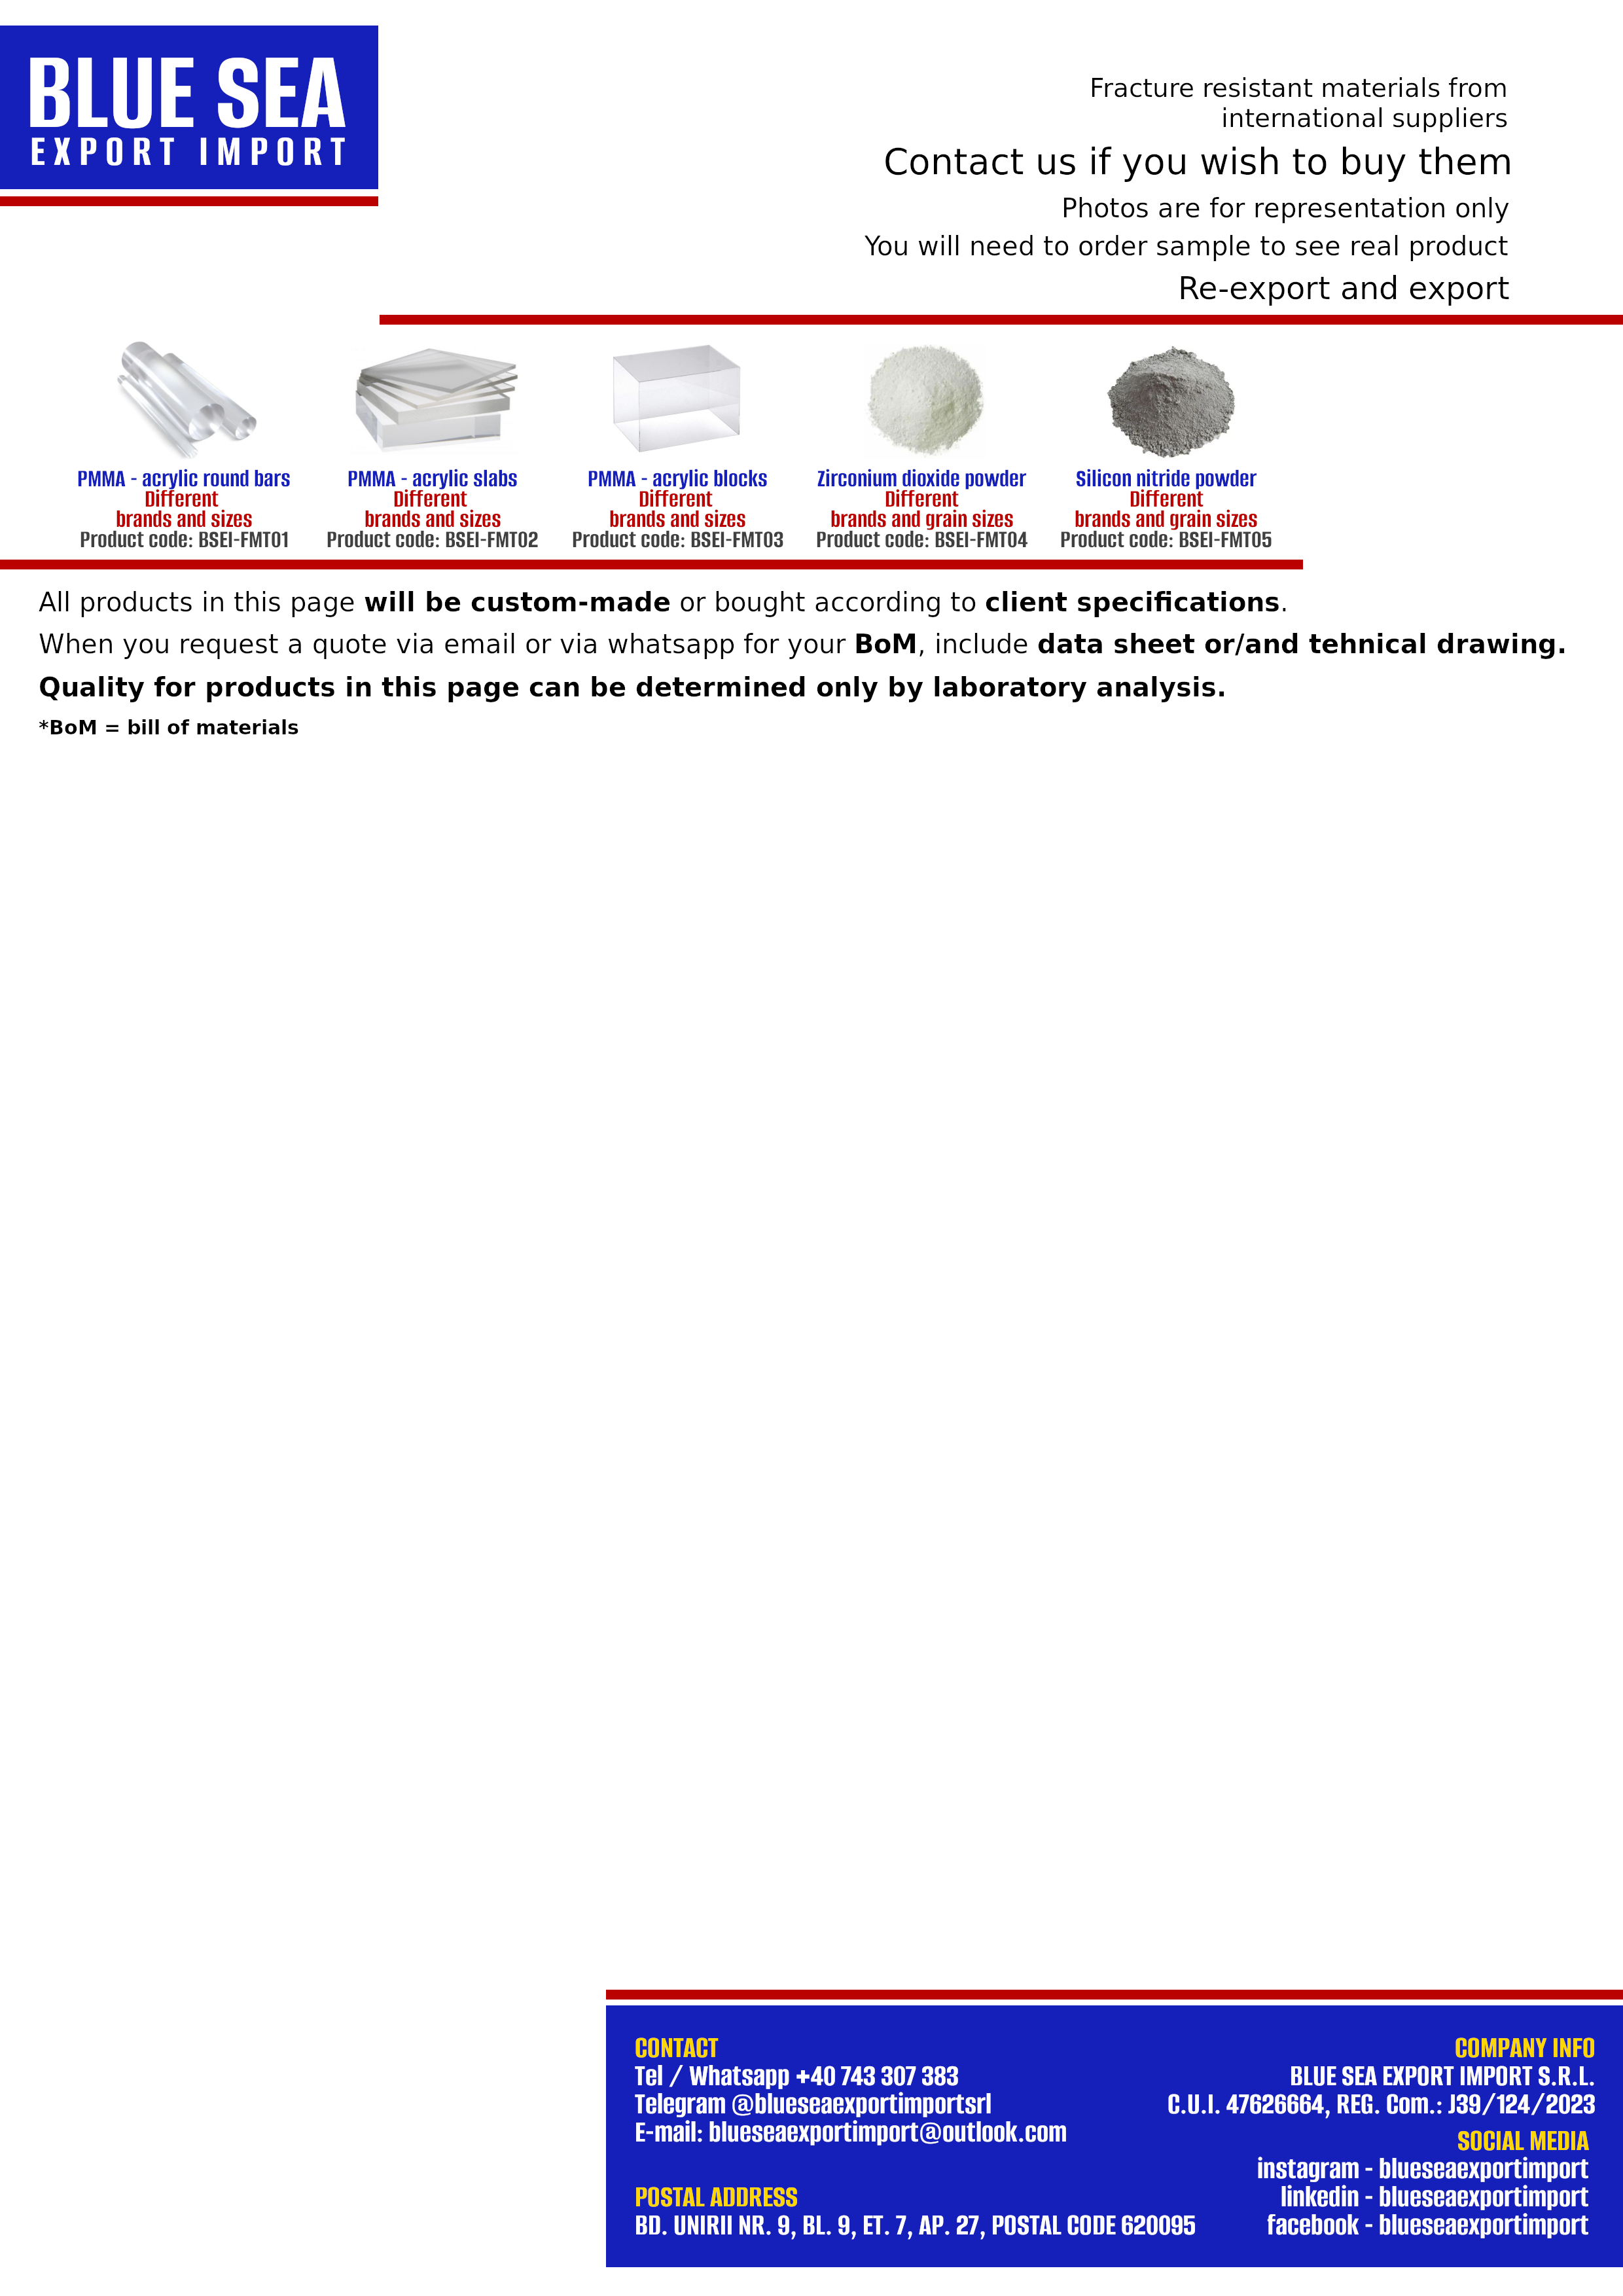 BLUE SEA
EXPORT IMPORT
Fracture resistant materials from
international suppliers
Contact us if you wish to buy them
Photos are for representation only
You will need to order sample to see real product
Re-export and export
PMMA - acrylic round bars
Different
brands and sizes
Product code: BSEI-FMT01
PMMA - acrylic slabs
Different
brands and sizes
Product code: BSEI-FMT02
PMMA - acrylic blocks
Different
brands and sizes
Product code: BSEI-FMT03
Zirconium dioxide powder
Different
brands and grain sizes
Product code: BSEI-FMT04
Silicon nitride powder
Different
brands and grain sizes
Product code: BSEI-FMT05
All products in this page will be custom-made or bought according to client specifications.
When you request a quote via email or via whatsapp for your BoM, include data sheet or/and tehnical drawing.
Quality for products in this page can be determined only by laboratory analysis.
*BoM = bill of materials
CONTACT
Tel / Whatsapp +40 743 307 383
Telegram @blueseaexportimportsrl
E-mail: blueseaexportimport@outlook.com
POSTAL ADDRESS
BD. UNIRII NR. 9, BL. 9, ET. 7, AP. 27, POSTAL CODE 620095
COMPANY INFO
BLUE SEA EXPORT IMPORT S.R.L.
C.U.I. 47626664, REG. Com.: J39/124/2023
SOCIAL MEDIA
instagram - blueseaexportimport
linkedin - blueseaexportimport
facebook - blueseaexportimport